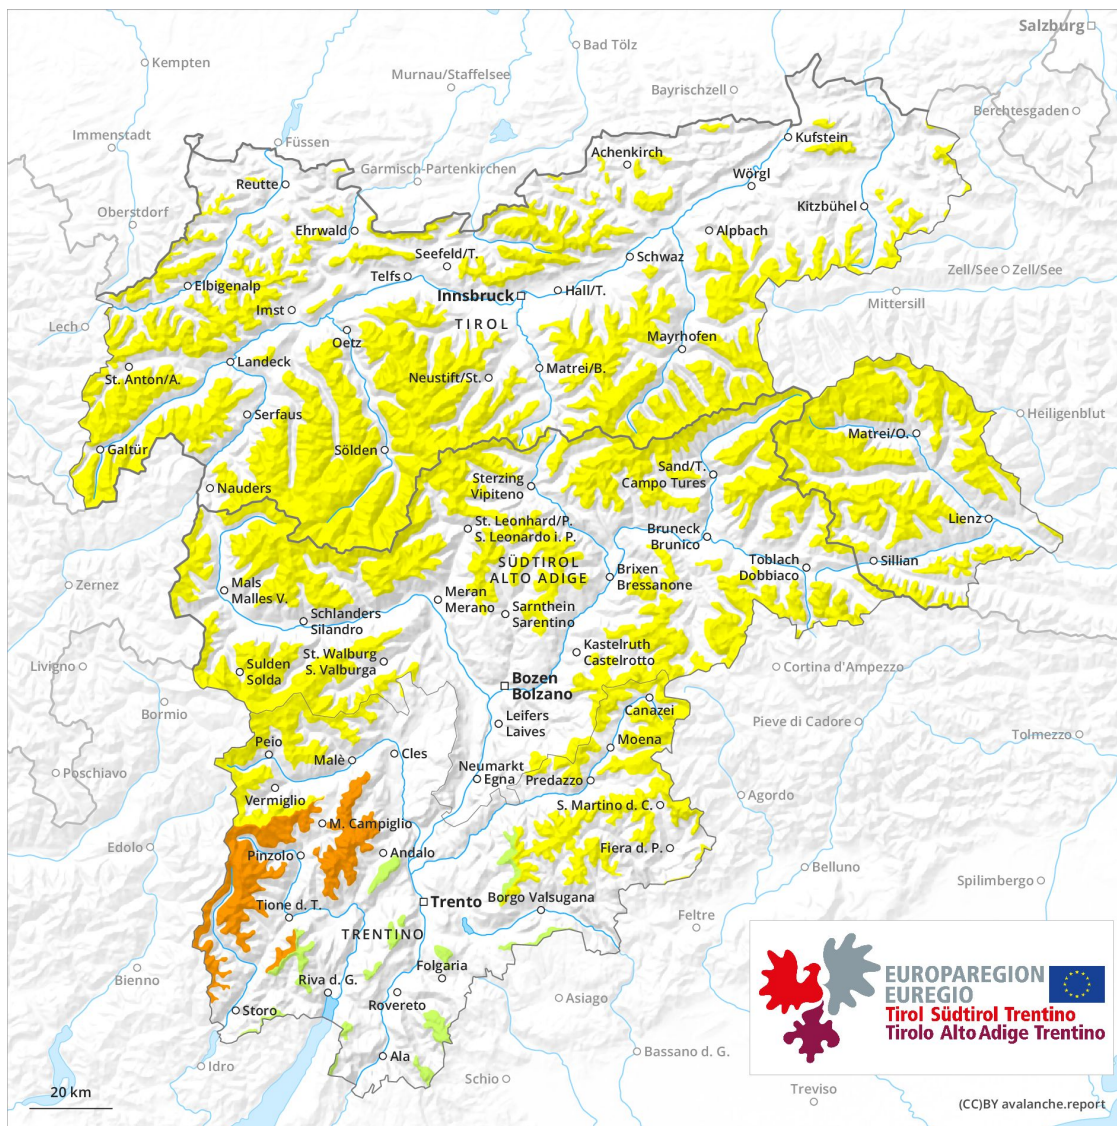 Salzburg
Bad Tölz
Kempten
Murnau/Staffelsee
Bayrischzell
Berchtesgaden
Immenstadt
Füssen
Kufstein
Achenkirch
Garmisch-Partenkirchen
Wörgl
Reutte
Kitzbühel
Oberstdorf
Ehrwald
Alpbach
Seefeld/T.
Schwaz
Zell/See
Zell/See
Telfs
Elbigenalp
Hall/T.
Innsbruck
Mittersill
Imst
TIROL
Lech
Oetz
Mayrhofen
Landeck
Matrei/B.
St. Anton/A.
Neustift/St.
Serfaus
Heiligenblut
Matrei/O.
Galtür
Sölden
Sand/T.
Campo Tures
Sterzing
Vipiteno
Nauders
Lienz
St. Leonhard/P.
S. Leonardo i. P.
Bruneck
Brunico
SÜDTIROL
ALTO ADIGE
Toblach
Dobbiaco
Sillian
Brixen
Bressanone
Zernez
Mals
Malles V.
Meran
Merano
Sarnthein
Sarentino
Schlanders
Silandro
Kastelruth
Castelrotto
St. Walburg
S. Valburga
Livigno
Sulden
Solda
Cortina d'Ampezzo
Bozen
Bolzano
Bormio
Canazei
Leifers
Laives
Pieve di Cadore
Tolmezzo
Peio
Moena
Cles
Malè
Neumarkt
Egna
Poschiavo
Predazzo
Vermiglio
Agordo
S. Martino d. C.
M. Campiglio
Edolo
Pinzolo
Andalo
Fiera d. P.
Belluno
Spilimbergo
Tione d. T.
Trento
Borgo Valsugana
Feltre
TRENTINO
Folgaria
Bienno
Riva d. G.
Rovereto
Asiago
Storo
EUROPAREGION
EUREGIO
Tirol Südtirol Trentino
Tirolo Alto Adige Trentino
Ala
Bassano d. G.
Idro
Schio
Treviso
20 km
(CC)BY avalanche.report